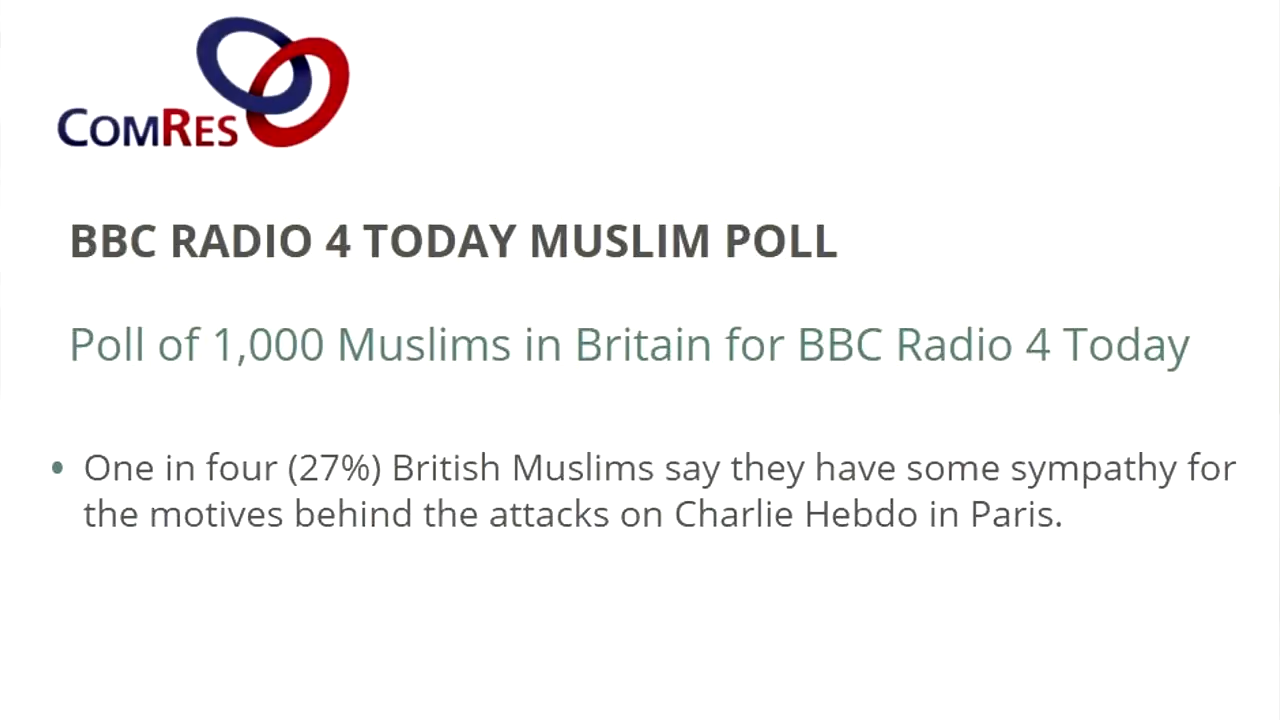 COMRES
BBC RADIO 4 TODAY MUSLIM POLL
Poll of 1,000 Muslims in Britain for BBC Radio 4 Today
• One in four (27%) British Muslims say they have some sympathy for
the motives behind the attacks on Charlie Hebdo in Paris.